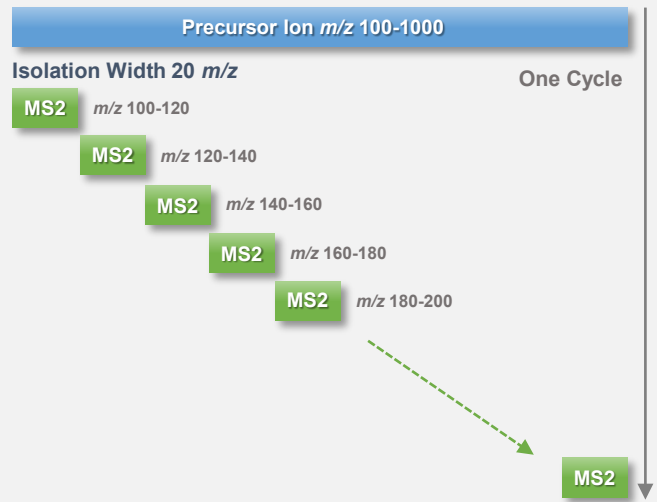 Precursor Ion m/z 100-1000
Isolation Width 20 m/z
One Cycle
MS2 m/z 100-120
MS2 m/z 120-140
MS2 m/z 140-160
MS2 m/z 160-180
MS2 m/z 180-200
MS2